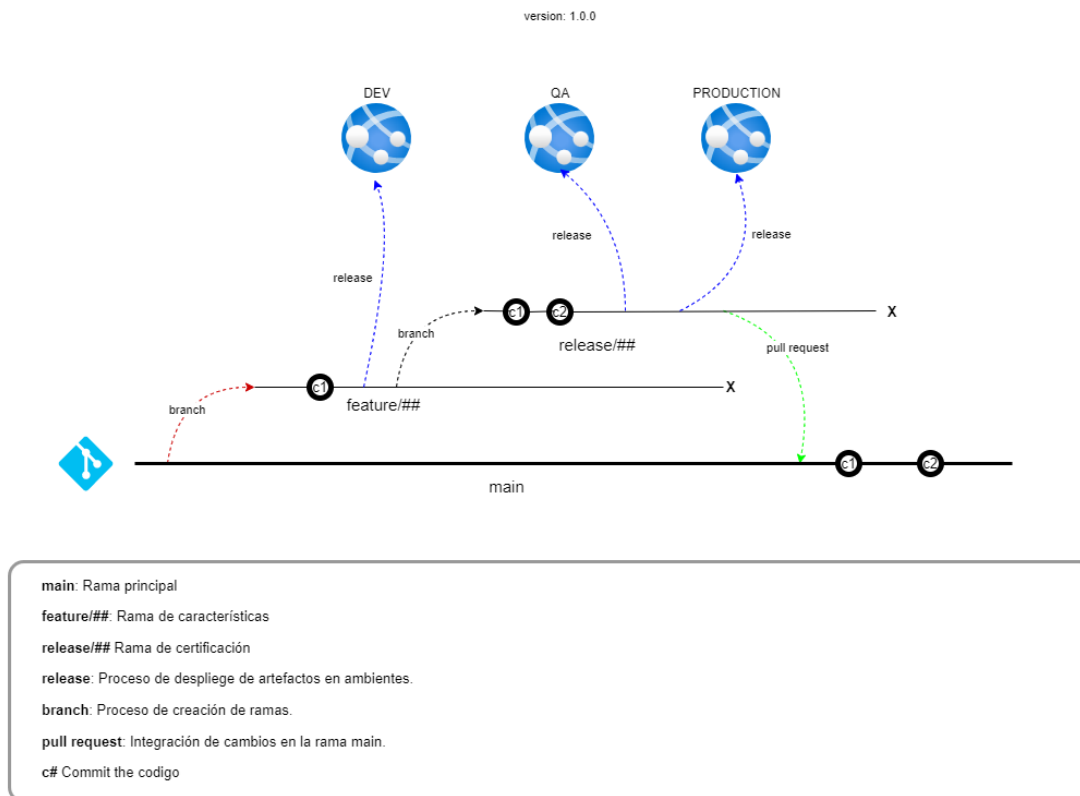 version: 1.0.0
DEV
QA
PRODUCTION
release
release
release
branch
c1
c2
X
release/##
pull request
branch
c1
X
feature/##
c1
c2
main
main: Rama principal
feature/##: Rama de características
release/## Rama de certificación
release: Proceso de despliege de artefactos en ambientes.
branch: Proceso de creación de ramas.
pull request: Integración de cambios en la rama main.
c# Commit the codigo